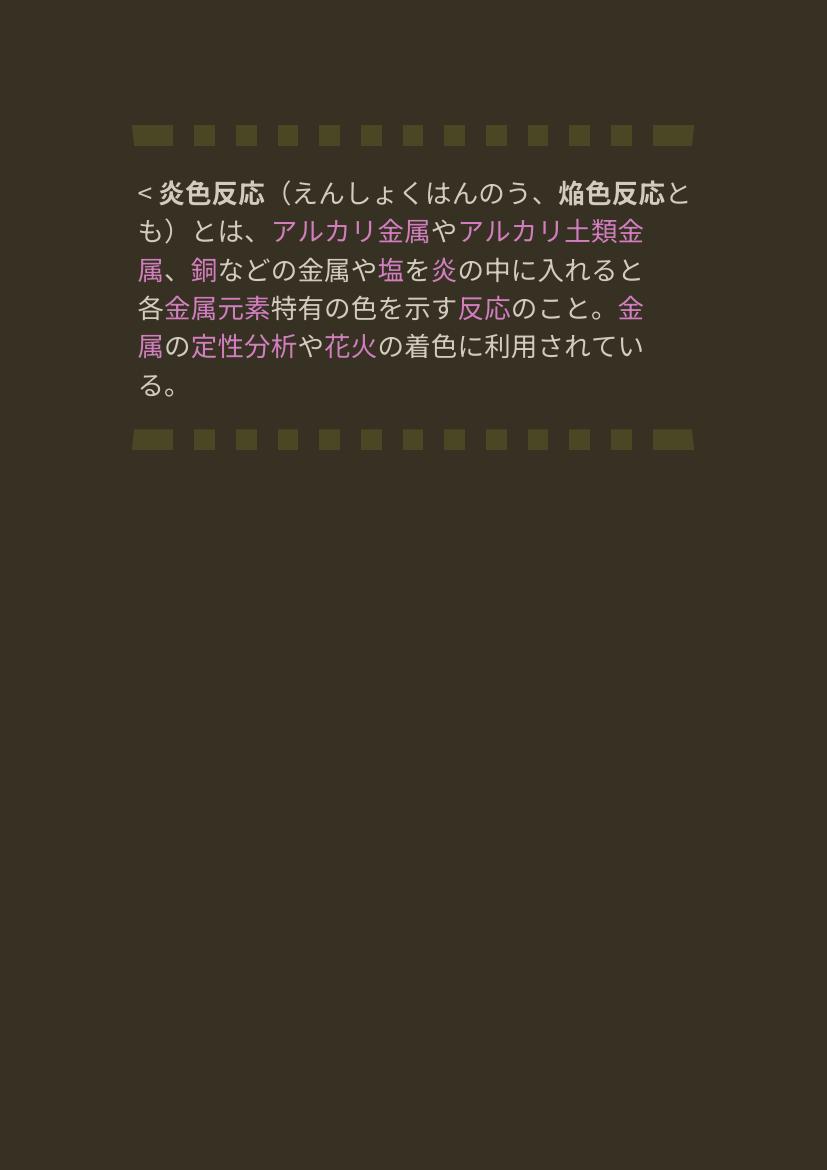 < 炎色反応（えんしょくはんのう、焔色反応と
も）とは、アルカリ金属やアルカリ土類金
属、銅などの金属や塩を炎の中に入れると
各金属元素特有の色を示す反応のこと。金
属の定性分析や花火の着色に利用されてい
る。